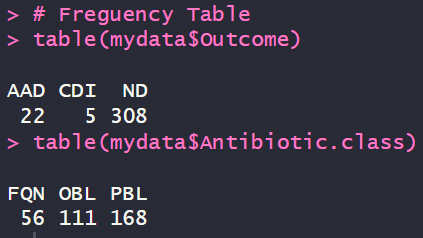 > # Freguency Table
> table(mydata$Outcome)
AAD CDI  ND
 22   5 308
> table(mydata$Antibiotic.class)
FQN OBL PBL
 56 111 168